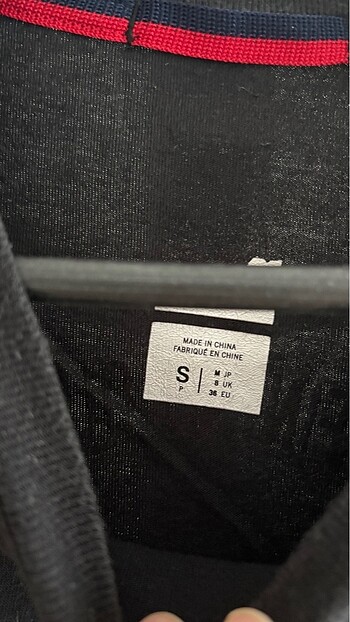 MADE IN CHINA
FABRIQUÉ EN CHINE
S
P
M JP
8 UK
36 EU